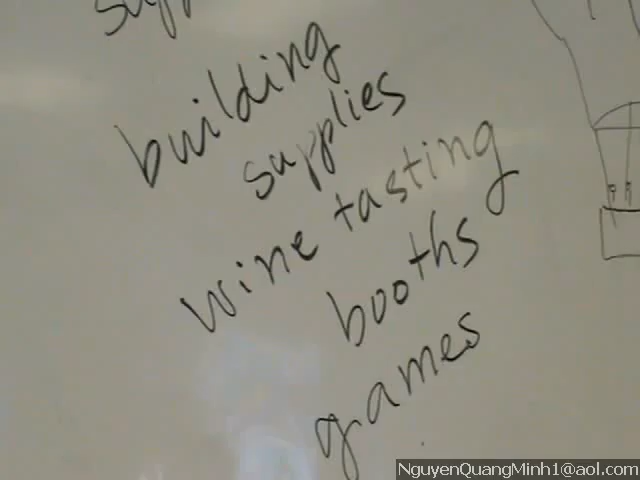 building
supplies
wine tasting
booths
games
NguyenQuangMinh1@aol.com